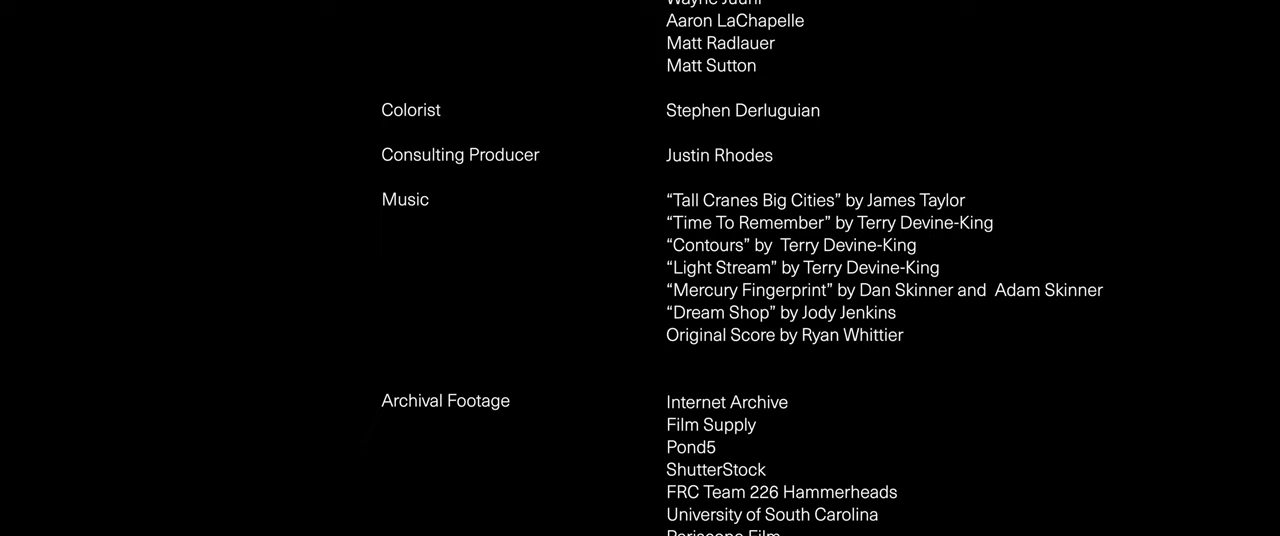 Aaron LaChapelle
Matt Radlauer
Matt Sutton
Colorist Stephen Derluguian
Consulting Producer Justin Rhodes
Music “Tall Cranes Big Cities” by James Taylor
“Time To Remember” by Terry Devine-King
“Contours” by  Terry Devine-King
“Light Stream” by Terry Devine-King
“Mercury Fingerprint” by Dan Skinner and  Adam Skinner
“Dream Shop” by Jody Jenkins
Original Score by Ryan Whittier
Archival Footage Internet Archive
Film Supply
Pond5
ShutterStock
FRC Team 226 Hammerheads
University of South Carolina
Periscope Film